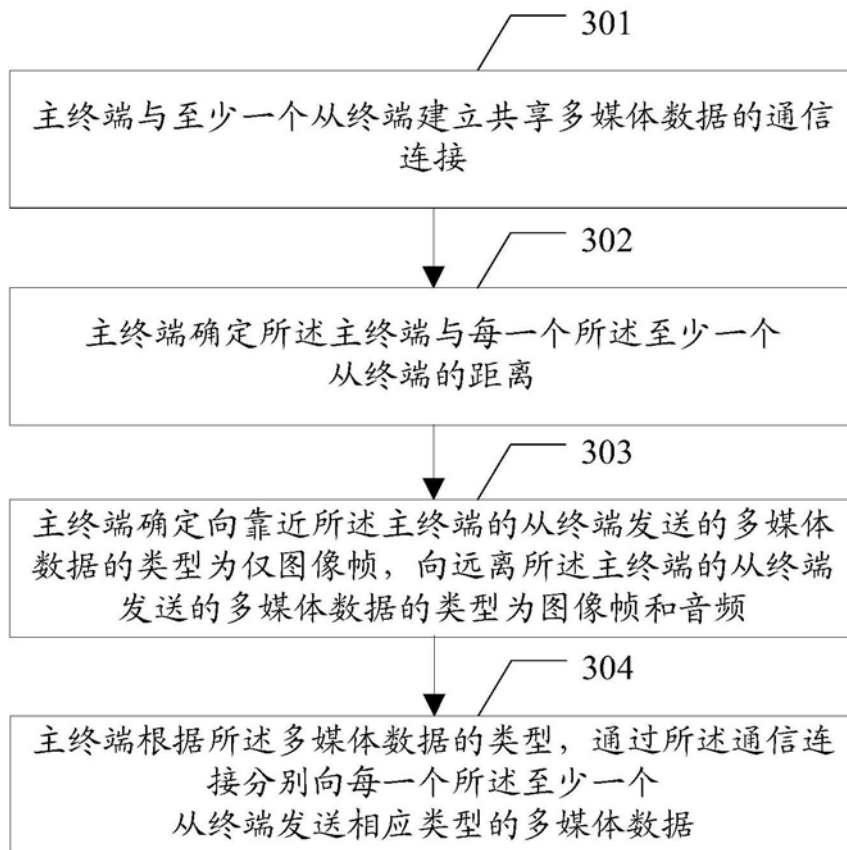 301
主终端与至少一个从终端建立共享多媒体数据的通信
连接
302
主终端确定所述主终端与每一个所述至少一个
从终端的距离
303
主终端确定向靠近所述主终端的从终端发送的多媒体
数据的类型为仅图像帧，向远离所述主终端的从终端
发送的多媒体数据的类型为图像帧和音频
304
主终端根据所述多媒体数据的类型，通过所述通信连
接分别向每一个所述至少一个
从终端发送相应类型的多媒体数据